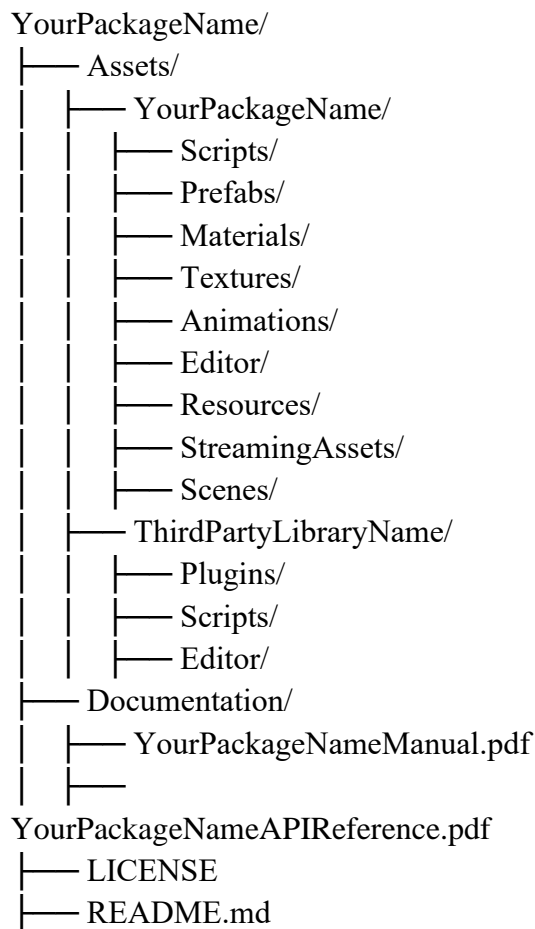 YourPackageName/
├── Assets/
│ ├── YourPackageName/
│ │ ├── Scripts/
│ │ ├── Prefabs/
│ │ ├── Materials/
│ │ ├── Textures/
│ │ ├── Animations/
│ │ ├── Editor/
│ │ ├── Resources/
│ │ ├── StreamingAssets/
│ │ ├── Scenes/
│ ├── ThirdPartyLibraryName/
│ │ ├── Plugins/
│ │ ├── Scripts/
│ │ ├── Editor/
├── Documentation/
│ ├── YourPackageNameManual.pdf
│ ├──
YourPackageNameAPIReference.pdf
├── LICENSE
├── README.md